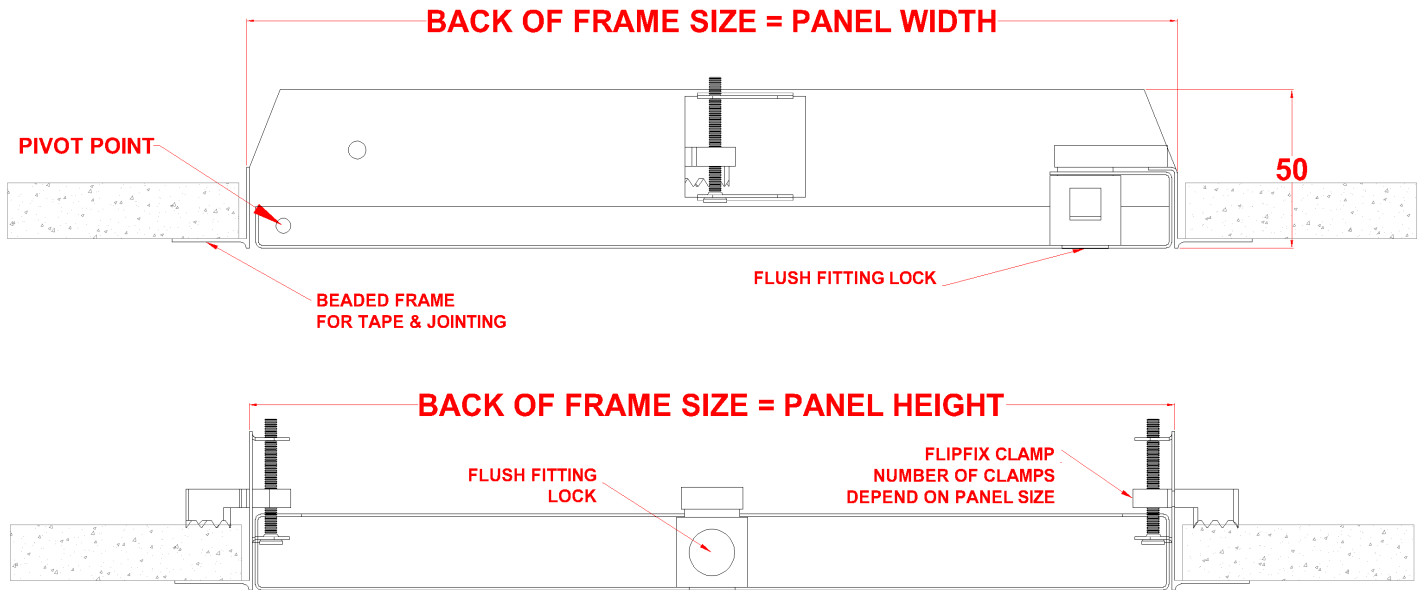 BACK OF FRAME SIZE = PANEL WIDTH
PIVOT POINT
50
FLUSH FITTING LOCK
BEADED FRAME
FOR TAPE & JOINTING
BACK OF FRAME SIZE = PANEL HEIGHT
FLUSH FITTING
LOCK
FLIPFIX CLAMP
NUMBER OF CLAMPS
DEPEND ON PANEL SIZE